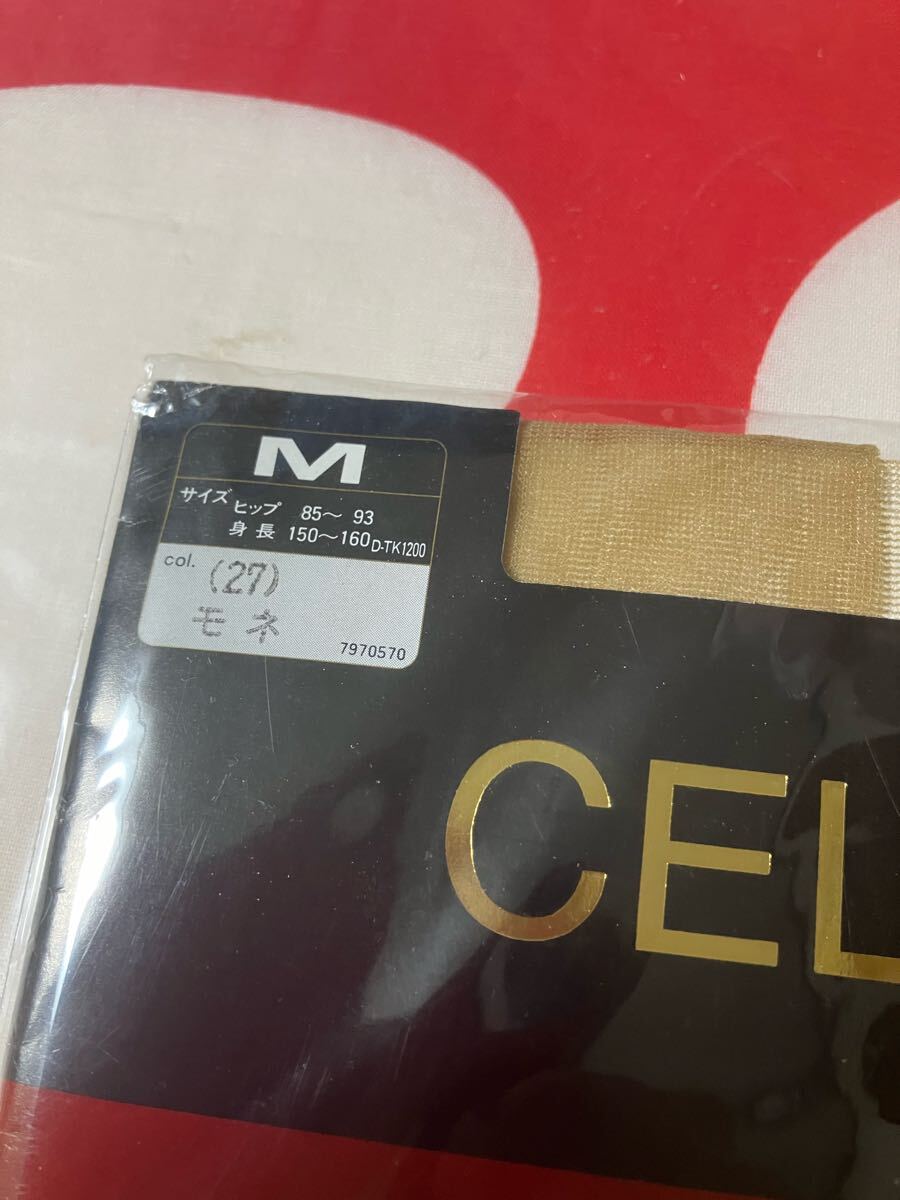 M
サイズ ヒップ 85～ 93
身長 150～160 D-TK1200
col. (27)
モネ
7970570
CEL